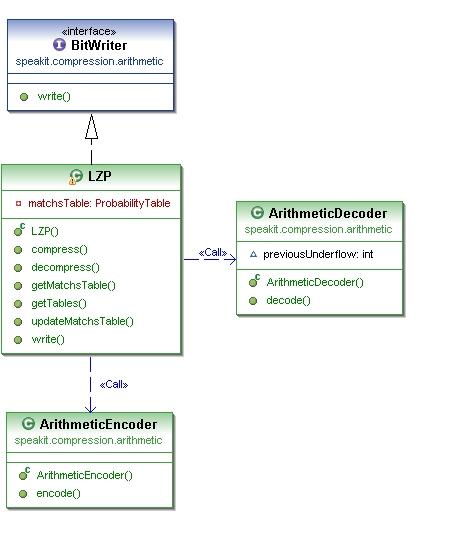 «interface»
I BitWriter
speakit.compression.arithmetic
write()
C LZP
matchsTable: ProbabilityTable
C LZP()
compress()
decompress()
getMatchsTable()
getTables()
updateMatchsTable()
write()
«Call»
C ArithmeticDecoder
speakit.compression.arithmetic
previousUnderflow: int
C ArithmeticDecoder()
decode()
«Call»
C ArithmeticEncoder
speakit.compression.arithmetic
C ArithmeticEncoder()
encode()